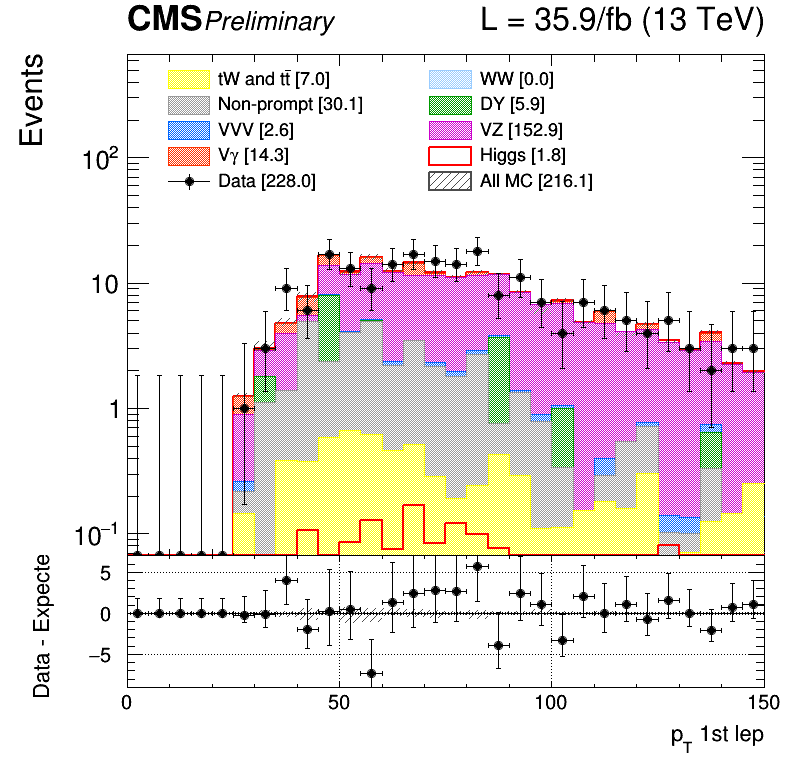 CMS Preliminary L = 35.9/fb (13 TeV)
Events
tW and tt̄ [7.0] WW [0.0]
Non-prompt [30.1] DY [5.9]
VVV [2.6] VZ [152.9]
Vγ [14.3] Higgs [1.8]
Data [228.0] All MC [216.1]
10²
10
1
10⁻¹
Data - Expecte
5
0
−5
0 50 100 150
p_T 1st lep